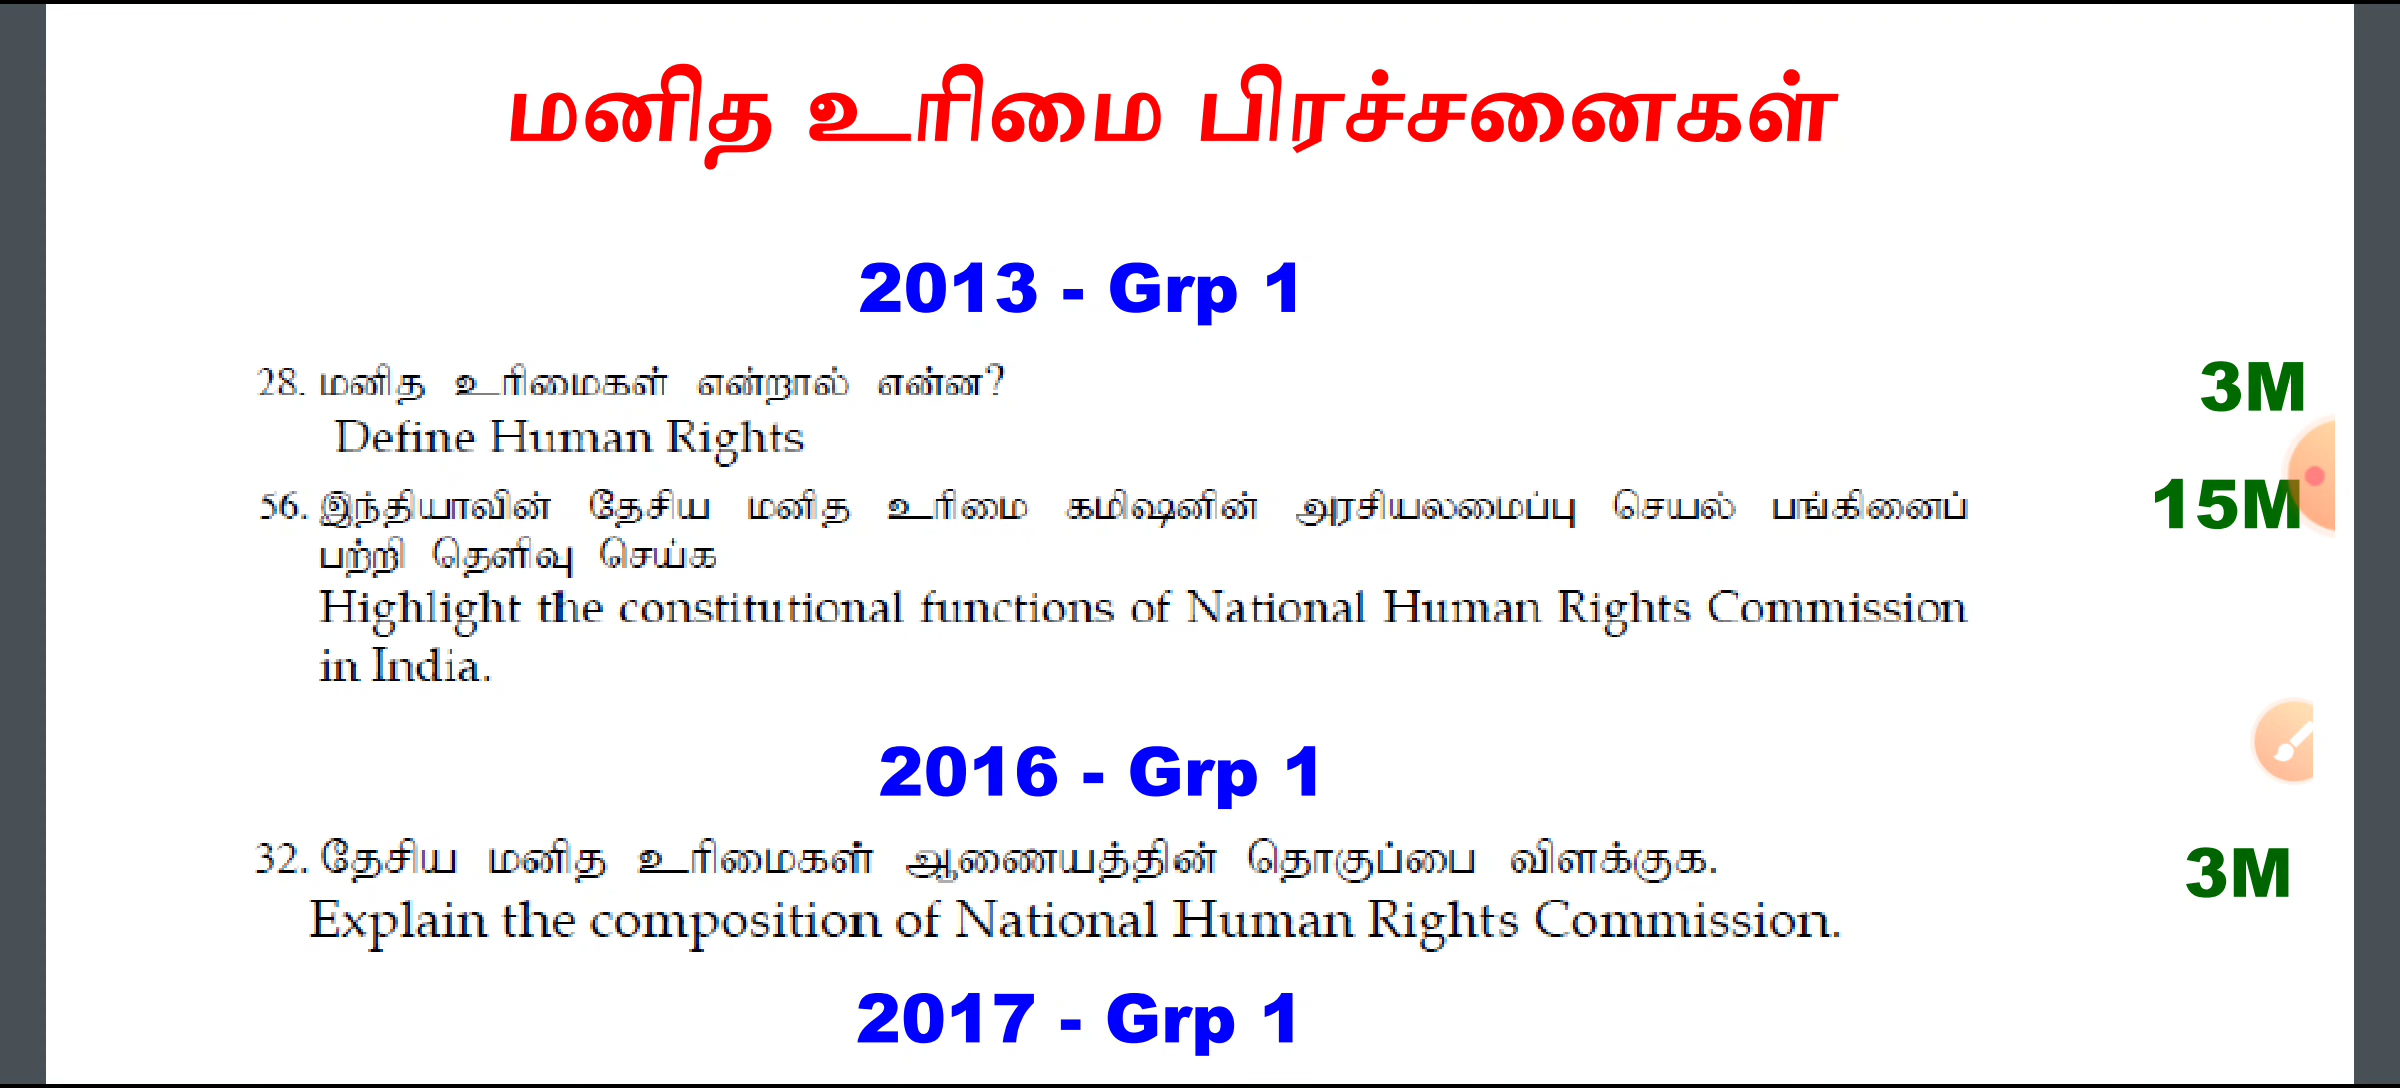 மனித உரிமை பிரச்சனைகள்
2013 - Grp 1
28. மனித உரிமைகள் என்றால் என்ன?
3M
Define Human Rights
56. இந்தியாவின் தேசிய மனித உரிமை கமிஷனின் அரசியலமைப்பு செயல் பங்கினைப்
15M
பற்றி தெளிவு செய்க
Highlight the constitutional functions of National Human Rights Commission
in India.
2016 - Grp 1
32. தேசிய மனித உரிமைகள் ஆணையத்தின் தொகுப்பை விளக்குக.
3M
Explain the composition of National Human Rights Commission.
2017 - Grp 1